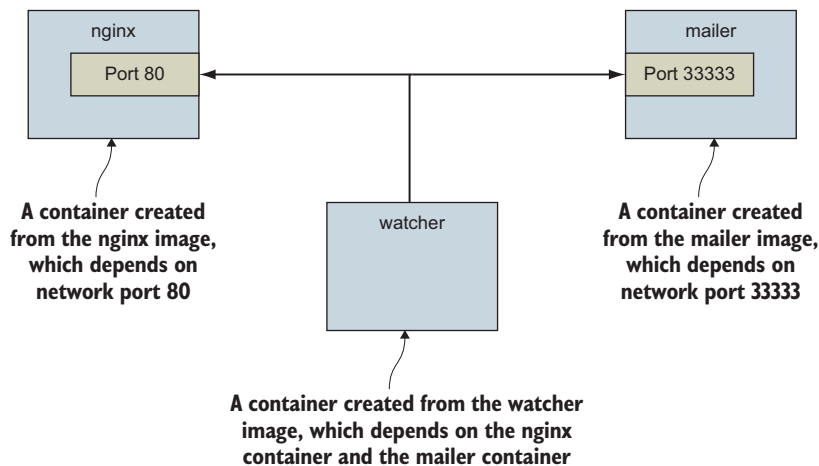 nginx
Port 80
mailer
Port 33333
A container created
from the nginx image,
which depends on
network port 80
watcher
A container created
from the mailer image,
which depends on
network port 33333
A container created from the watcher
image, which depends on the nginx
container and the mailer container